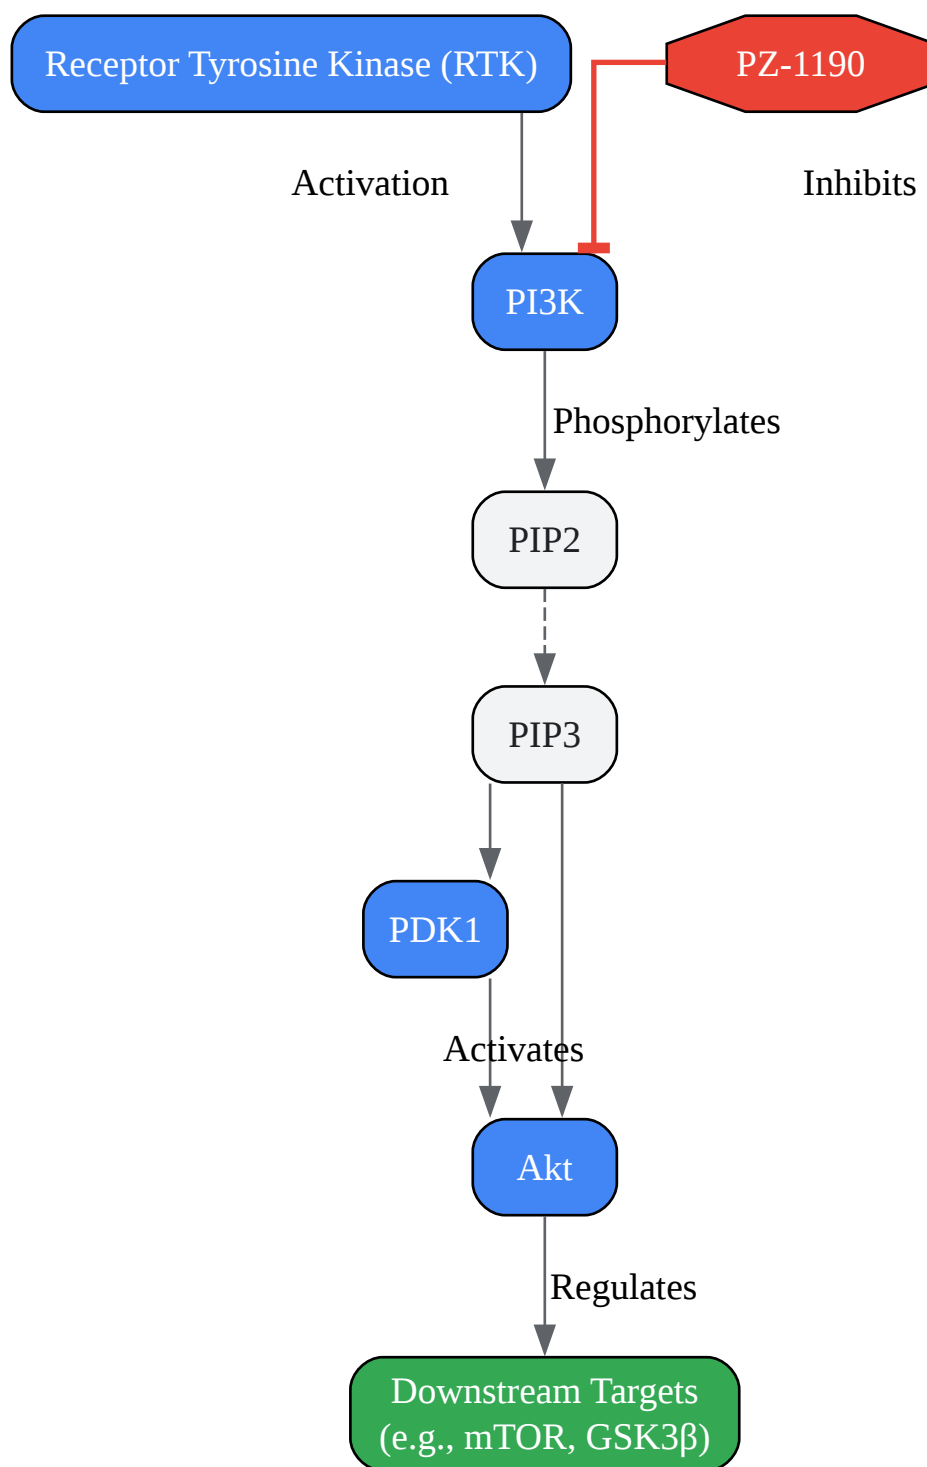 Receptor Tyrosine Kinase (RTK)
PZ-1190
Activation
Inhibits
PI3K
Phosphorylates
PIP2
PIP3
PDK1
Activates
Akt
Regulates
Downstream Targets
(e.g., mTOR, GSK3β)